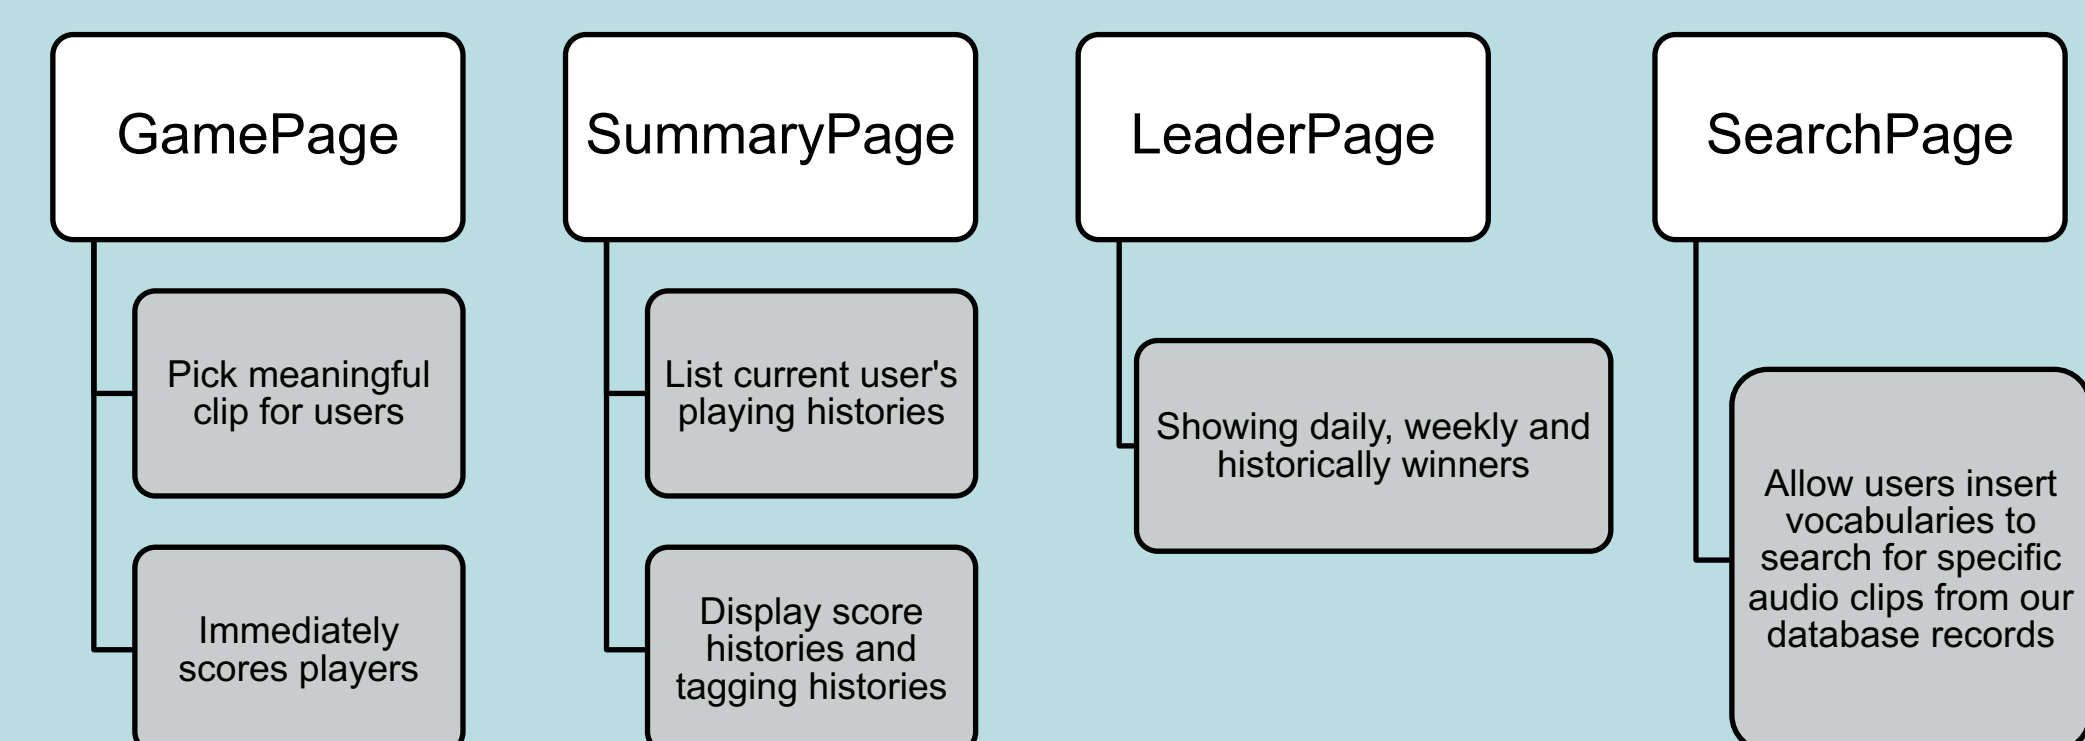 GamePage
Pick meaningful
clip for users
Immediately
scores players
SummaryPage
List current user's
playing histories
Display score
histories and
tagging histories
LeaderPage
Showing daily, weekly and
historically winners
SearchPage
Allow users insert
vocabularies to
search for specific
audio clips from our
database records